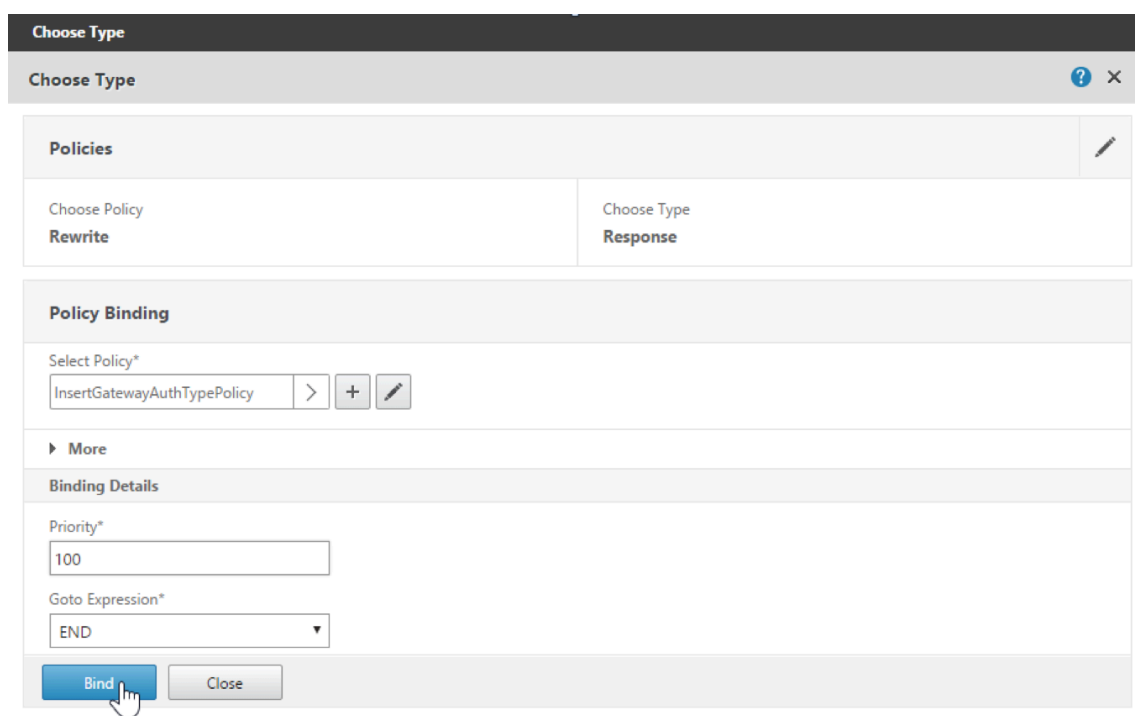 Choose Type
Choose Type
?
Policies
Choose Policy
Choose Type
Rewrite
Response
Policy Binding
Select Policy*
InsertGatewayAuthTypePolicy
More
Binding Details
Priority*
100
Goto Expression*
END
Bind
Close